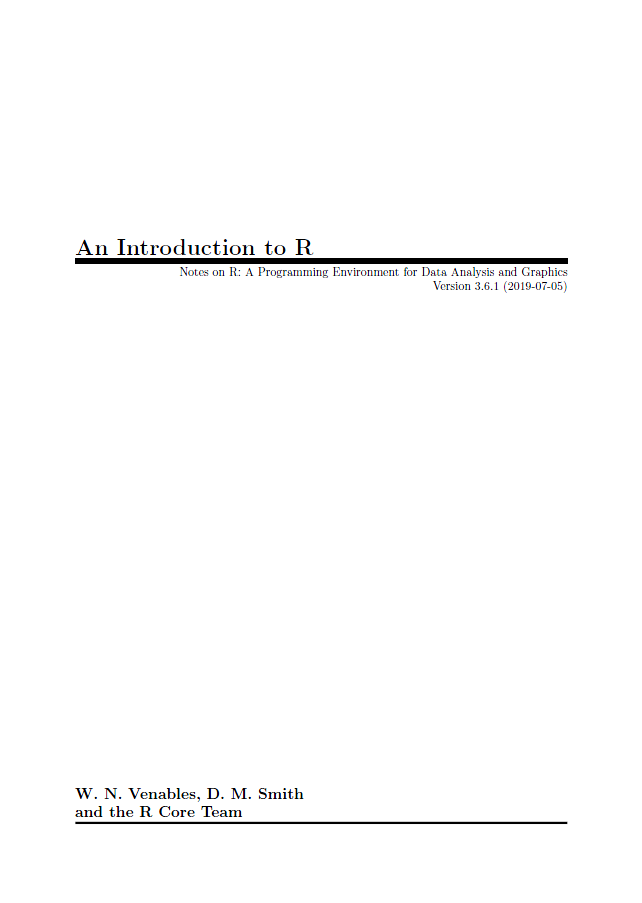 An Introduction to R
Notes on R: A Programming Environment for Data Analysis and Graphics
Version 3.6.1 (2019-07-05)
W. N. Venables, D. M. Smith
and the R Core Team